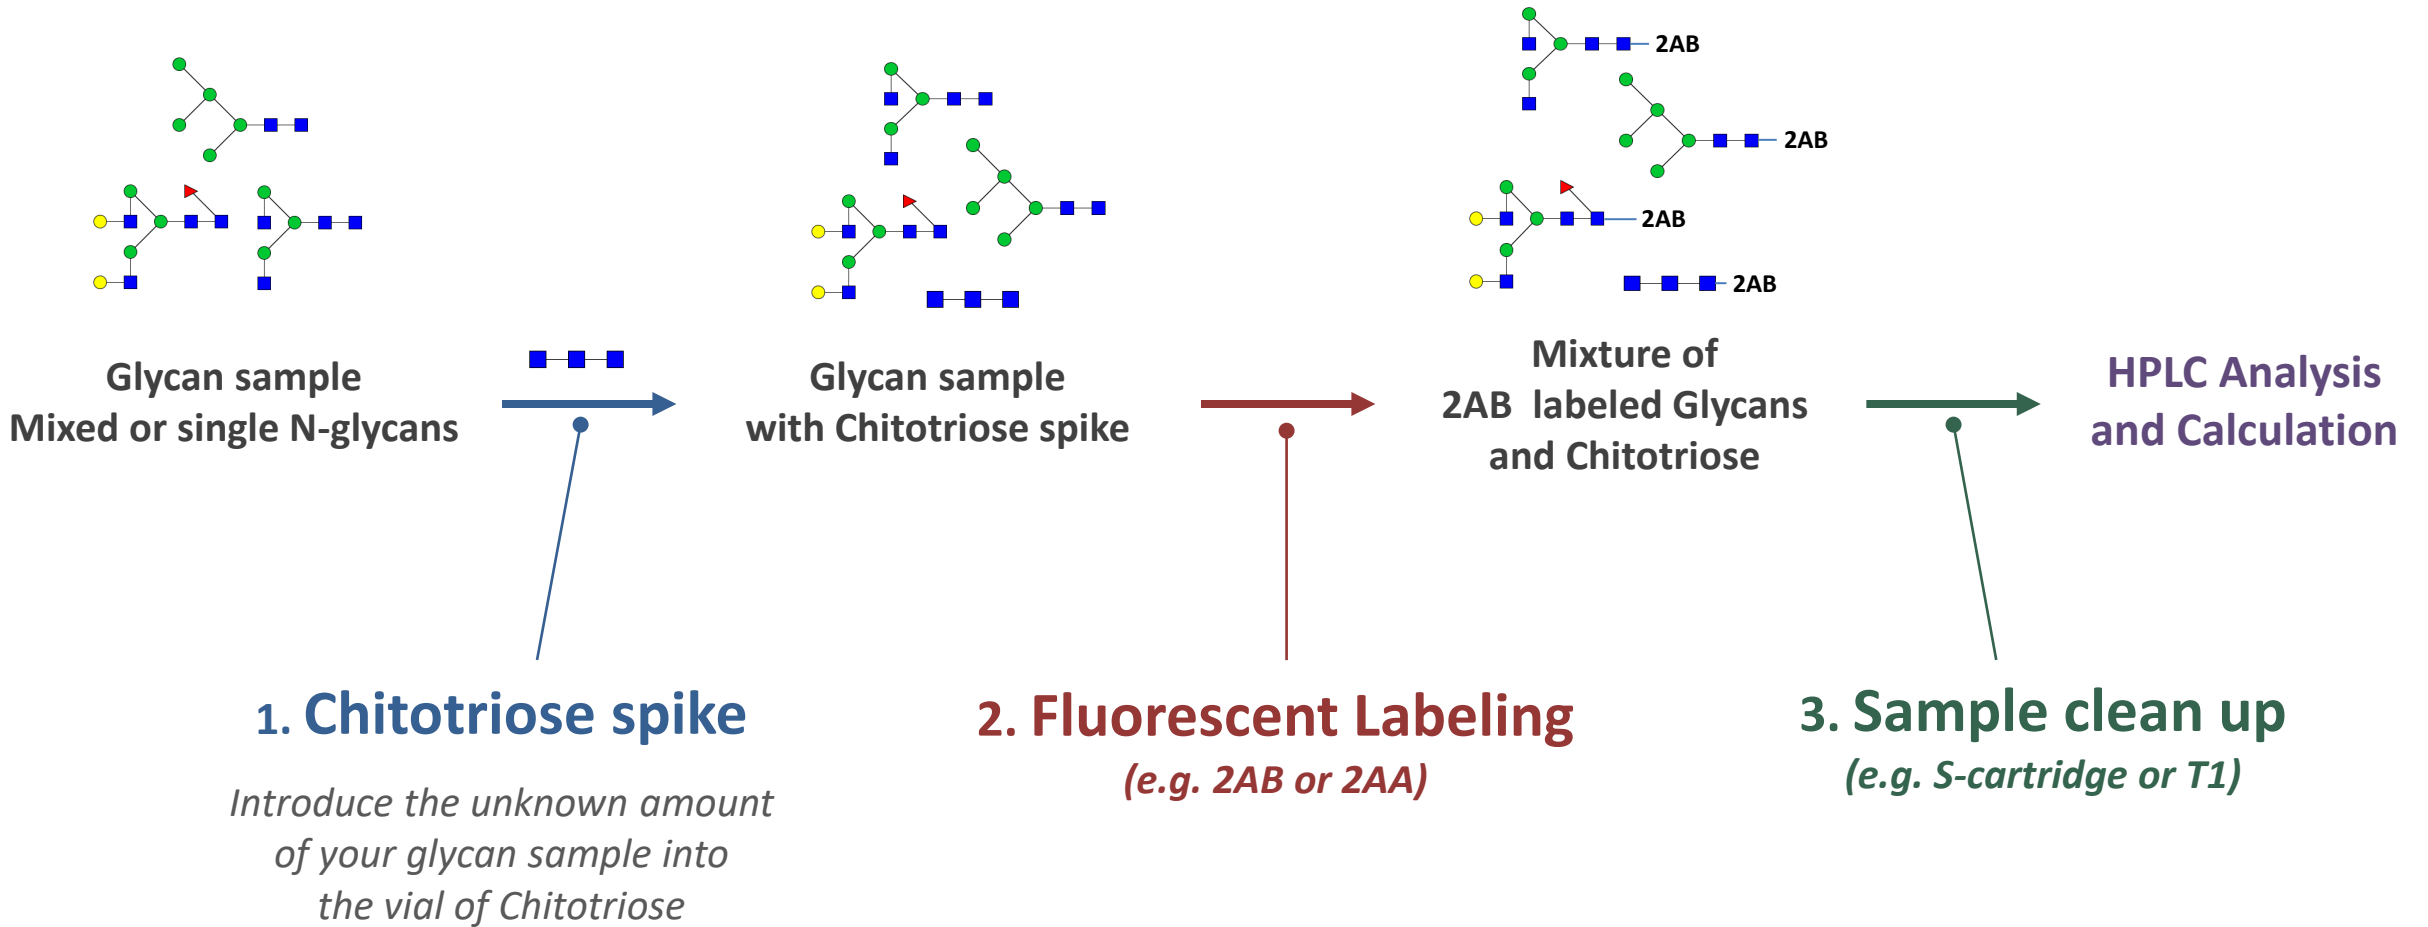 2AB
2AB
2AB
2AB
Glycan sample
Mixed or single N-glycans
Glycan sample
with Chitotriose spike
Mixture of
2AB labeled Glycans
and Chitotriose
HPLC Analysis
and Calculation
1. Chitotriose spike
Introduce the unknown amount
of your glycan sample into
the vial of Chitotriose
2. Fluorescent Labeling
(e.g. 2AB or 2AA)
3. Sample clean up
(e.g. S-cartridge or T1)